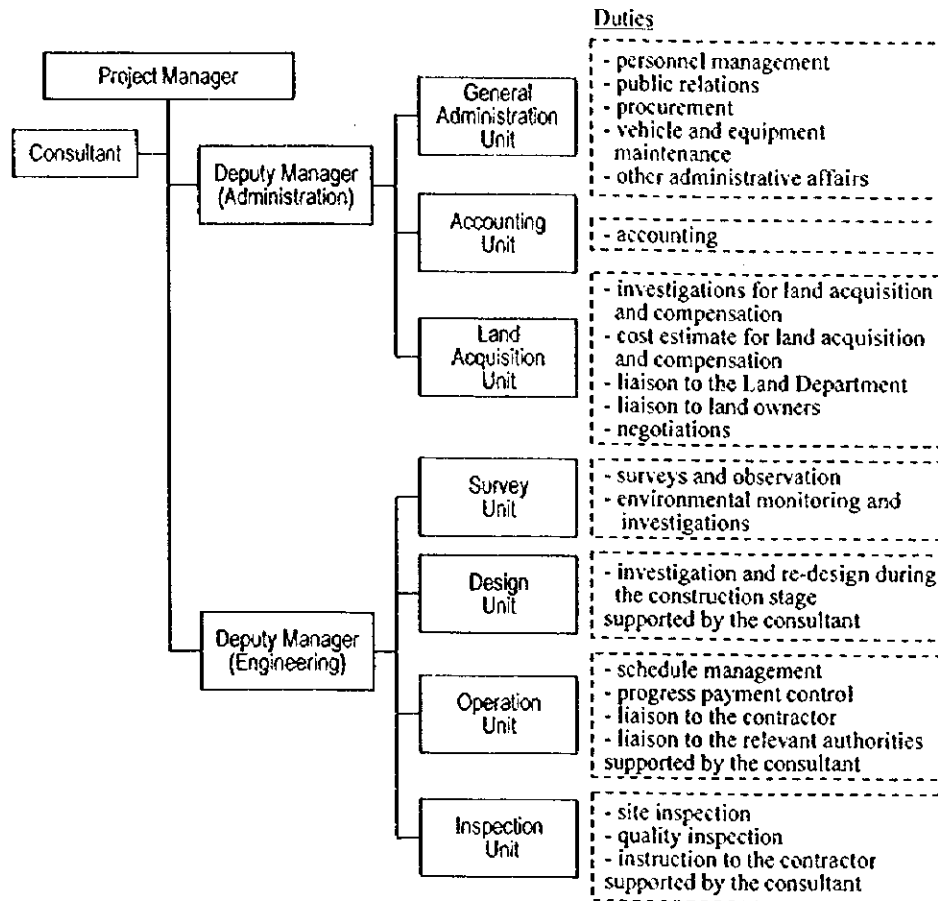 Duties
Project Manager
Consultant
Deputy Manager
(Administration)
General
Administration
Unit
- personnel management
- public relations
- procurement
- vehicle and equipment
maintenance
- other administrative affairs
Accounting
Unit
- accounting
Land
Acquisition
Unit
- investigations for land acquisition
and compensation
- cost estimate for land acquisition
and compensation
- liaison to the Land Department
- liaison to land owners
- negotiations
Deputy Manager
(Engineering)
Survey
Unit
- surveys and observation
- environmental monitoring and
investigations
Design
Unit
- investigation and re-design during
the construction stage
supported by the consultant
Operation
Unit
- schedule management
- progress payment control
- liaison to the contractor
- liaison to the relevant authorities
supported by the consultant
Inspection
Unit
- site inspection
- quality inspection
- instruction to the contractor
supported by the consultant